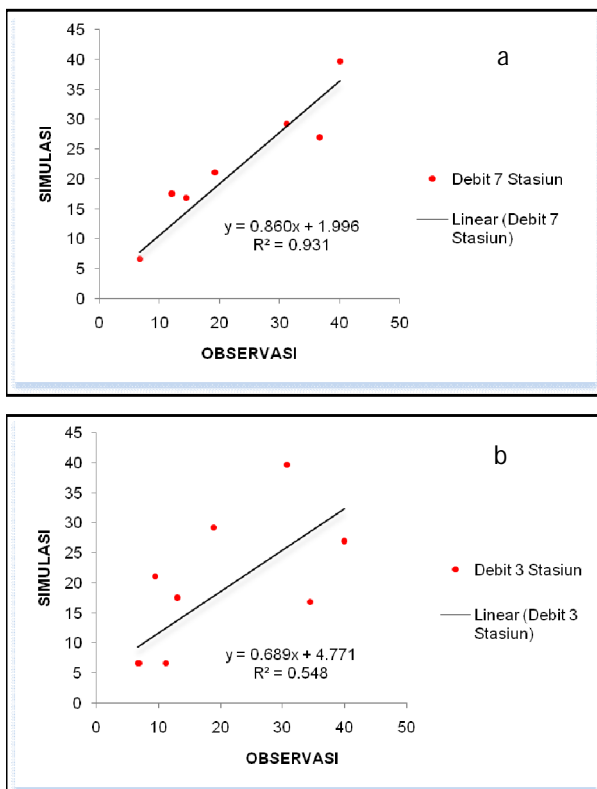 a
45
40
35
30
25
20
15
10
5
0
SIMULASI
y = 0.860x + 1.996
R² = 0.931
0 10 20 30 40 50
OBSERVASI
Debit 7 Stasiun
Linear (Debit 7
Stasiun)
b
45
40
35
30
25
20
15
10
5
0
SIMULASI
y = 0.689x + 4.771
R² = 0.548
0 10 20 30 40 50
OBSERVASI
Debit 3 Stasiun
Linear (Debit 3
Stasiun)